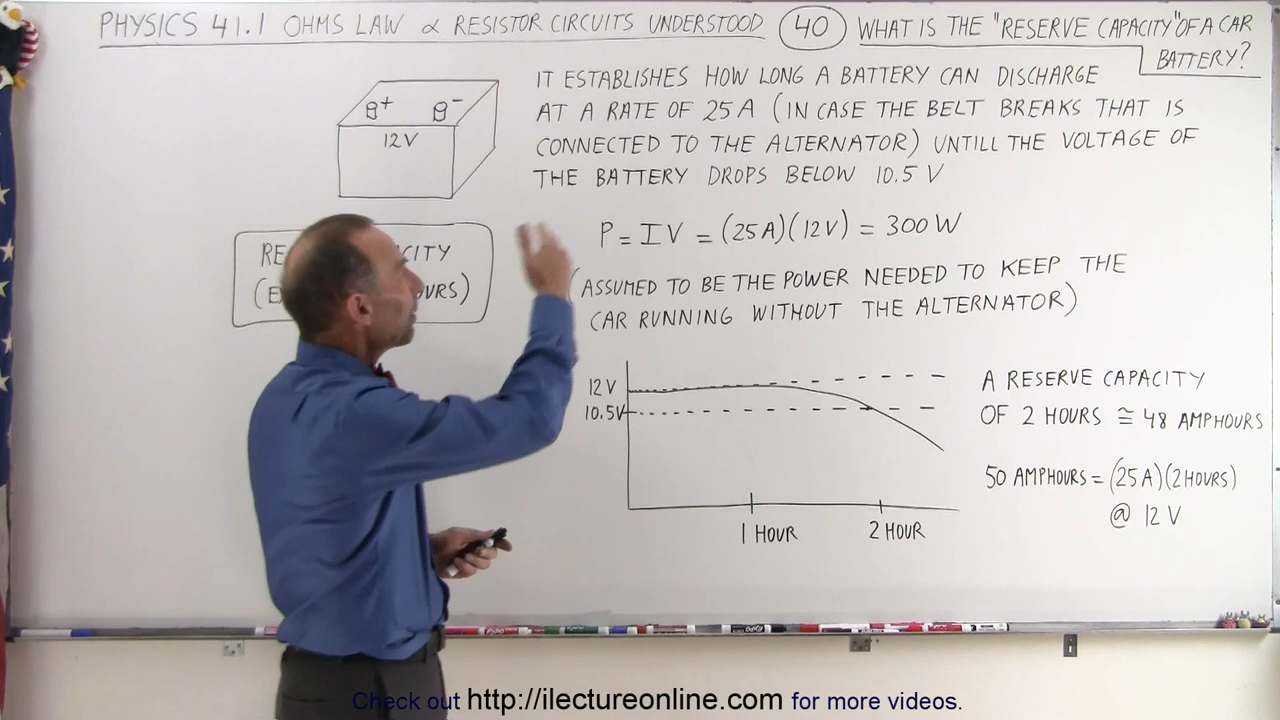 PHYSICS 41.1 OHMS LAW & RESISTOR CIRCUITS UNDERSTOOD 40 WHAT IS THE "RESERVE CAPACITY" OF A CAR
BATTERY?
IT ESTABLISHES HOW LONG A BATTERY CAN DISCHARGE
AT A RATE OF 25 A (IN CASE THE BELT BREAKS THAT IS
CONNECTED TO THE ALTERNATOR) UNTILL THE VOLTAGE OF
THE BATTERY DROPS BELOW 10.5 V
+ -
12V
P = IV = (25A)(12V) = 300 W
(ASSUMED TO BE THE POWER NEEDED TO KEEP THE
CAR RUNNING WITHOUT THE ALTERNATOR)
12V
10.5V
1 HOUR 2 HOUR
A RESERVE CAPACITY
OF 2 HOURS ≅ 48 AMPHOURS
50 AMPHOURS = (25A)(2HOURS)
@ 12 V
Check out http://ilectureonline.com for more videos.